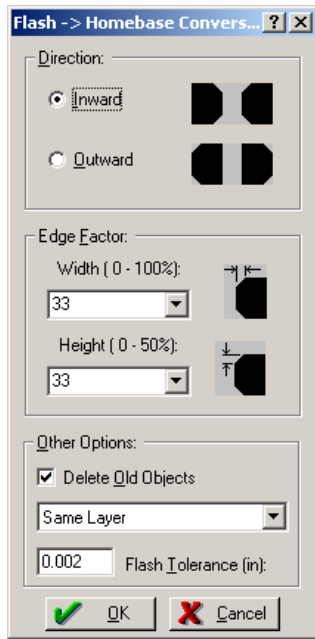 Flash -> Homebase Convers...
Direction:
Inward
Outward
Edge Factor:
Width ( 0 - 100%):
33
Height ( 0 - 50%):
33
Other Options:
Delete Old Objects
Same Layer
0.002 Flash Tolerance (in):
OK Cancel